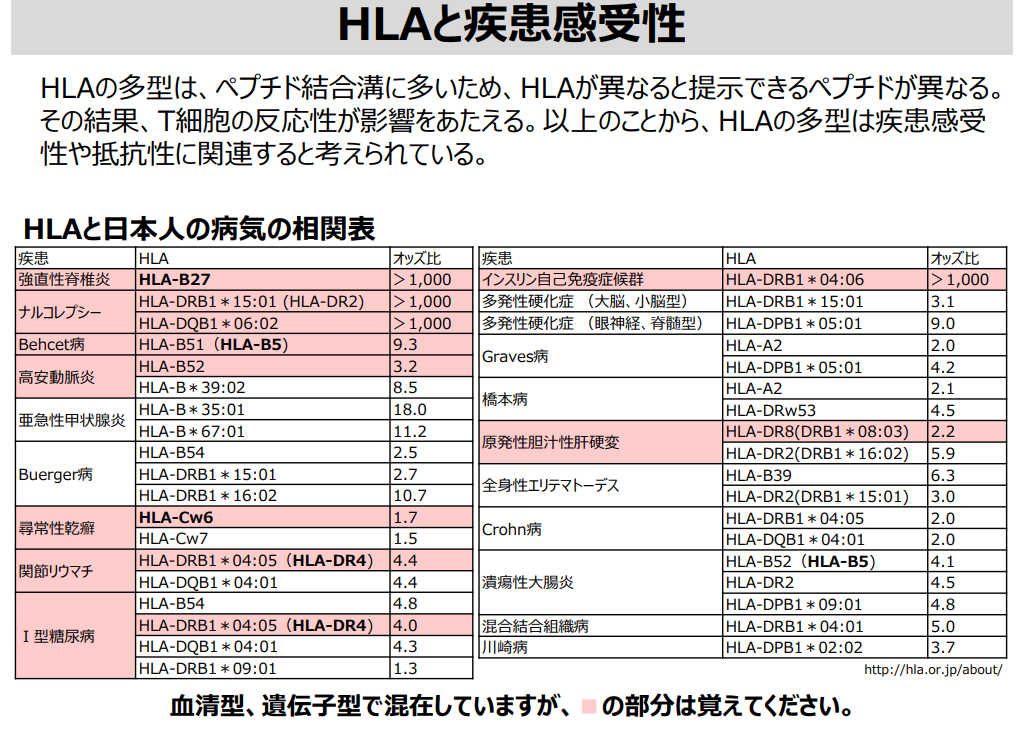 HLAと疾患感受性
HLAの多型は、ペプチド結合溝に多いため、HLAが異なると提示できるペプチドが異なる。
その結果、T細胞の反応性が影響をあたえる。以上のことから、HLAの多型は疾患感受
性や抵抗性に関連すると考えられている。
HLAと日本人の病気の相関表
疾患 HLA オッズ比
強直性脊椎炎 HLA-B27 ＞1,000
ナルコレプシー HLA-DRB1＊15:01 (HLA-DR2) ＞1,000
HLA-DQB1＊06:02 ＞1,000
Behcet病 HLA-B51（HLA-B5） 9.3
高安動脈炎 HLA-B52 3.2
HLA-B＊39:02 8.5
亜急性甲状腺炎 HLA-B＊35:01 18.0
HLA-B＊67:01 11.2
Buerger病 HLA-B54 2.5
HLA-DRB1＊15:01 2.7
HLA-DRB1＊16:02 10.7
尋常性乾癬 HLA-Cw6 1.7
HLA-Cw7 1.5
関節リウマチ HLA-DRB1＊04:05（HLA-DR4） 4.4
HLA-DQB1＊04:01 4.4
Ⅰ型糖尿病 HLA-B54 4.8
HLA-DRB1＊04:05（HLA-DR4） 4.0
HLA-DQB1＊04:01 4.3
HLA-DRB1＊09:01 1.3
疾患 HLA オッズ比
インスリン自己免疫症候群 HLA-DRB1＊04:06 ＞1,000
多発性硬化症 （大脳、小脳型） HLA-DRB1＊15:01 3.1
多発性硬化症 （眼神経、脊髄型） HLA-DPB1＊05:01 9.0
Graves病 HLA-A2 2.0
HLA-DPB1＊05:01 4.2
橋本病 HLA-A2 2.1
HLA-DRw53 4.5
原発性胆汁性肝硬変 HLA-DR8(DRB1＊08:03) 2.2
HLA-DR2(DRB1＊16:02) 5.9
全身性エリテマトーデス HLA-B39 6.3
HLA-DR2(DRB1＊15:01) 3.0
Crohn病 HLA-DRB1＊04:05 2.0
HLA-DQB1＊04:01 2.0
潰瘍性大腸炎 HLA-B52（HLA-B5） 4.1
HLA-DR2 4.5
HLA-DPB1＊09:01 4.8
混合結合組織病 HLA-DRB1＊04:01 5.0
川崎病 HLA-DPB1＊02:02 3.7
http://hla.or.jp/about/
血清型、遺伝子型で混在していますが、■の部分は覚えてください。